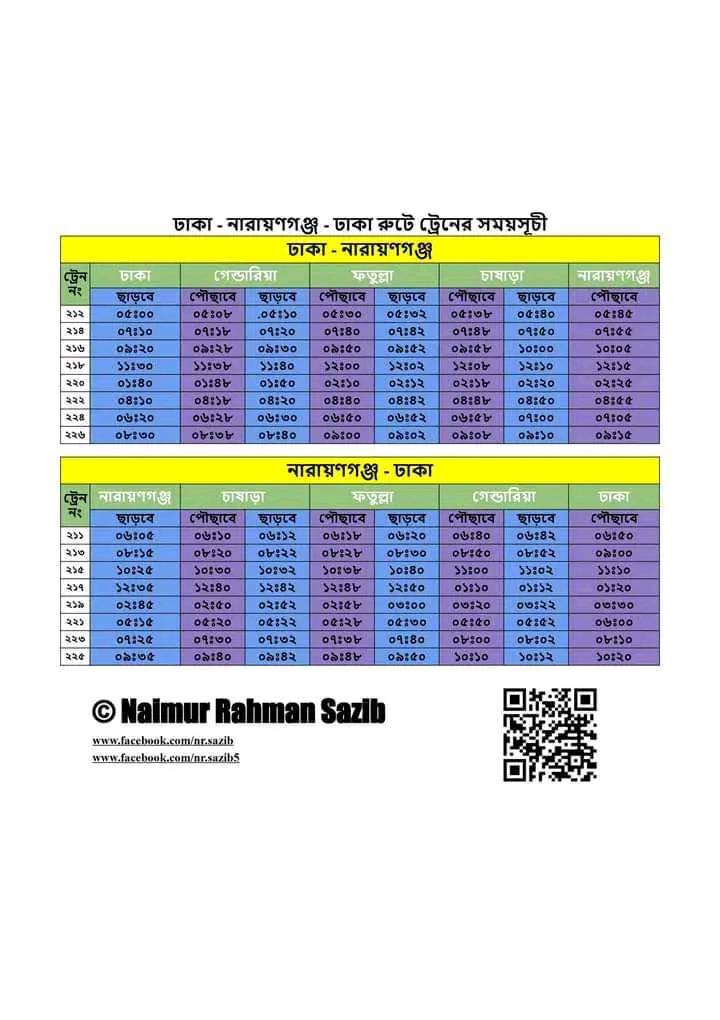 ঢাকা - নারায়ণগঞ্জ - ঢাকা রুটে ট্রেনের সময়সূচী
ঢাকা - নারায়ণগঞ্জ
ট্রেন নং ঢাকা গেন্ডারিয়া ফতুল্লা চাষাড়া নারায়ণগঞ্জ
ছাড়বে পৌছাবে ছাড়বে পৌছাবে ছাড়বে পৌছাবে ছাড়বে পৌছাবে
২১২ ০৫ঃ০০ ০৫ঃ০৮ .০৫ঃ১০ ০৫ঃ৩০ ০৫ঃ৩২ ০৫ঃ৩৮ ০৫ঃ৪০ ০৫ঃ৪৫
২১৪ ০৭ঃ১০ ০৭ঃ১৮ ০৭ঃ২০ ০৭ঃ৪০ ০৭ঃ৪২ ০৭ঃ৪৮ ০৭ঃ৫০ ০৭ঃ৫৫
২১৬ ০৯ঃ২০ ০৯ঃ২৮ ০৯ঃ৩০ ০৯ঃ৫০ ০৯ঃ৫২ ০৯ঃ৫৮ ১০ঃ০০ ১০ঃ০৫
২১৮ ১১ঃ৩০ ১১ঃ৩৮ ১১ঃ৪০ ১২ঃ০০ ১২ঃ০২ ১২ঃ০৮ ১২ঃ১০ ১২ঃ১৫
২২০ ০১ঃ৪০ ০১ঃ৪৮ ০১ঃ৫০ ০২ঃ১০ ০২ঃ১২ ০২ঃ১৮ ০২ঃ২০ ০২ঃ২৫
২২২ ০৪ঃ১০ ০৪ঃ১৮ ০৪ঃ২০ ০৪ঃ৪০ ০৪ঃ৪২ ০৪ঃ৪৮ ০৪ঃ৫০ ০৪ঃ৫৫
২২৪ ০৬ঃ২০ ০৬ঃ২৮ ০৬ঃ৩০ ০৬ঃ৫০ ০৬ঃ৫২ ০৬ঃ৫৮ ০৭ঃ০০ ০৭ঃ০৫
২২৬ ০৮ঃ৩০ ০৮ঃ৩৮ ০৮ঃ৪০ ০৯ঃ০০ ০৯ঃ০২ ০৯ঃ০৮ ০৯ঃ১০ ০৯ঃ১৫
নারায়ণগঞ্জ - ঢাকা
ট্রেন নং নারায়ণগঞ্জ চাষাড়া ফতুল্লা গেন্ডারিয়া ঢাকা
ছাড়বে পৌছাবে ছাড়বে পৌছাবে ছাড়বে পৌছাবে ছাড়বে পৌছাবে
২১১ ০৬ঃ০৫ ০৬ঃ১০ ০৬ঃ১২ ০৬ঃ১৮ ০৬ঃ২০ ০৬ঃ৪০ ০৬ঃ৪২ ০৬ঃ৫০
২১৩ ০৮ঃ১৫ ০৮ঃ২০ ০৮ঃ২২ ০৮ঃ২৮ ০৮ঃ৩০ ০৮ঃ৫০ ০৮ঃ৫২ ০৯ঃ০০
২১৫ ১০ঃ২৫ ১০ঃ৩০ ১০ঃ৩২ ১০ঃ৩৮ ১০ঃ৪০ ১১ঃ০০ ১১ঃ০২ ১১ঃ১০
২১৭ ১২ঃ৩৫ ১২ঃ৪০ ১২ঃ৪২ ১২ঃ৪৮ ১২ঃ৫০ ০১ঃ১০ ০১ঃ১২ ০১ঃ২০
২১৯ ০২ঃ৪৫ ০২ঃ৫০ ০২ঃ৫২ ০২ঃ৫৮ ০৩ঃ০০ ০৩ঃ২০ ০৩ঃ২২ ০৩ঃ৩০
২২১ ০৫ঃ১৫ ০৫ঃ২০ ০৫ঃ২২ ০৫ঃ২৮ ০৫ঃ৩০ ০৫ঃ৫০ ০৫ঃ৫২ ০৬ঃ০০
২২৩ ০৭ঃ২৫ ০৭ঃ৩০ ০৭ঃ৩২ ০৭ঃ৩৮ ০৭ঃ৪০ ০৮ঃ০০ ০৮ঃ০২ ০৮ঃ১০
২২৫ ০৯ঃ৩৫ ০৯ঃ৪০ ০৯ঃ৪২ ০৯ঃ৪৮ ০৯ঃ৫০ ১০ঃ১০ ১০ঃ১২ ১০ঃ২০
© Naimur Rahman Sazib
www.facebook.com/nr.sazib
www.facebook.com/nr.sazib5